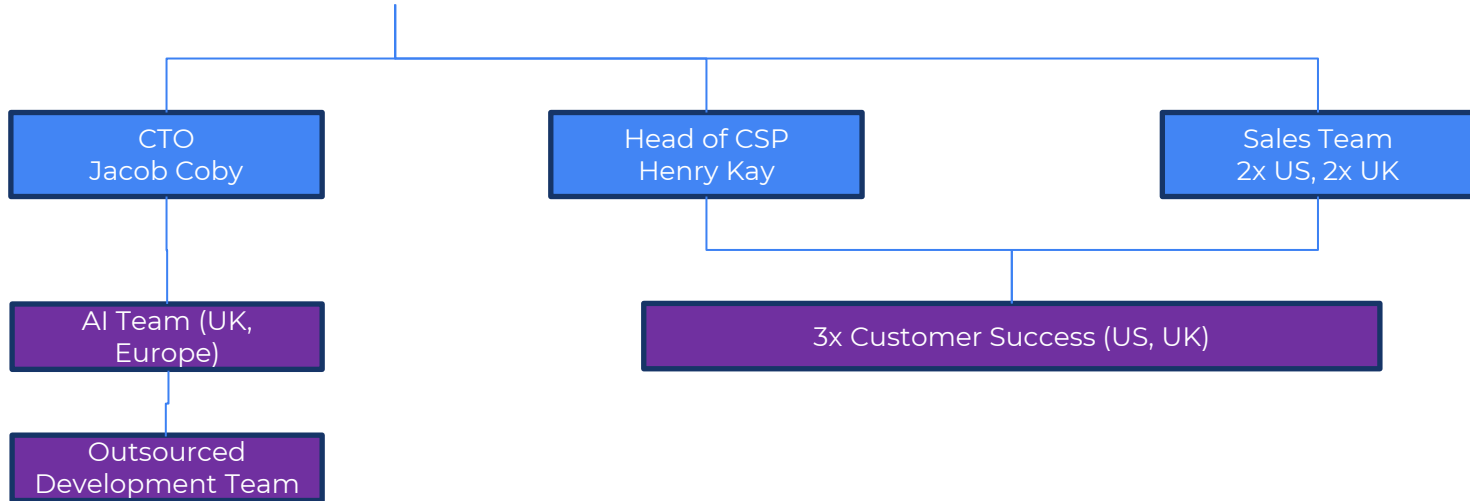 CTO
Jacob Coby
Head of CSP
Henry Kay
Sales Team
2x US, 2x UK
AI Team (UK,
Europe)
3x Customer Success (US, UK)
Outsourced
Development Team